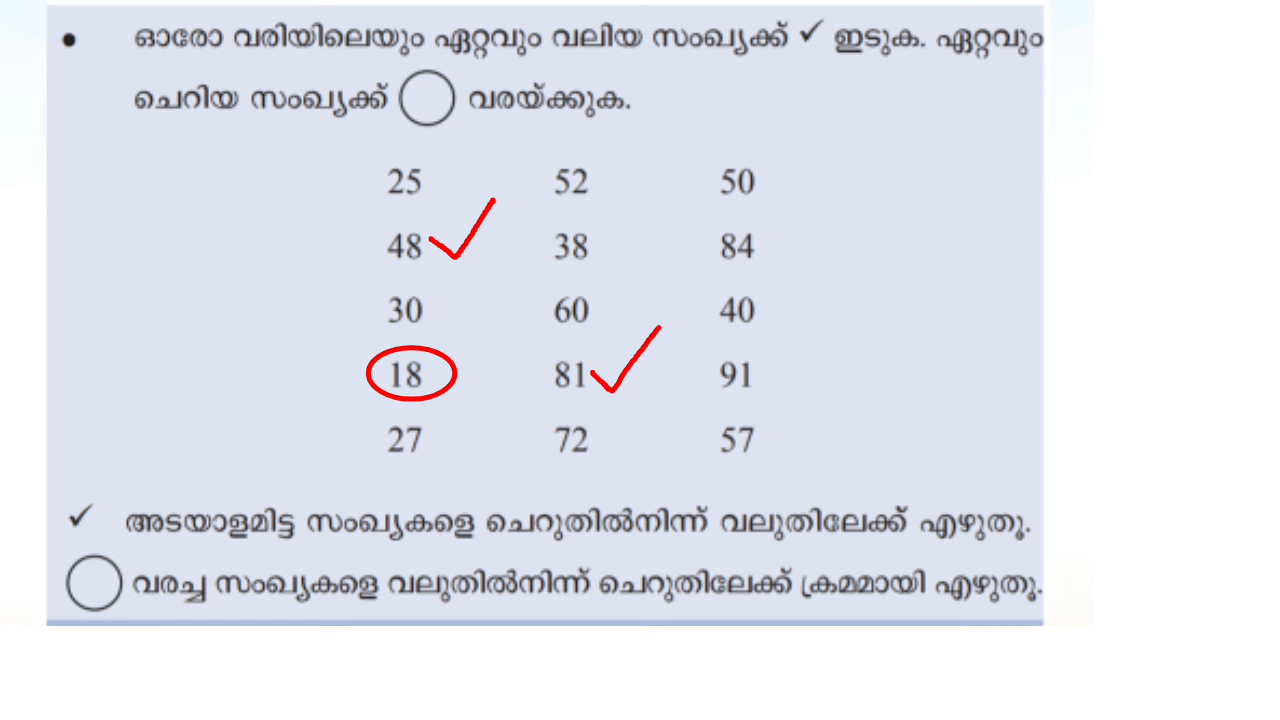 • ഓരോ വരിയിലെയും ഏറ്റവും വലിയ സംഖ്യക്ക് ✓ ഇടുക. ഏറ്റവും
ചെറിയ സംഖ്യക്ക് ◯ വരയ്ക്കുക.
25 52 50
48 38 84
30 60 40
18 81 91
27 72 57
✓ അടയാളമിട്ട സംഖ്യകളെ ചെറുതിൽനിന്ന് വലുതിലേക്ക് എഴുതൂ.
◯ വരച്ച സംഖ്യകളെ വലുതിൽനിന്ന് ചെറുതിലേക്ക് ക്രമമായി എഴുതൂ.